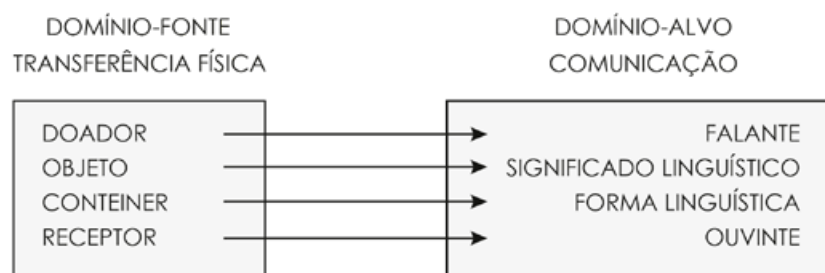 DOMÍNIO-FONTE
TRANSFERÊNCIA FÍSICA
DOMÍNIO-ALVO
COMUNICAÇÃO
DOADOR
OBJETO
CONTEINER
RECEPTOR
FALANTE
SIGNIFICADO LINGUÍSTICO
FORMA LINGUÍSTICA
OUVINTE